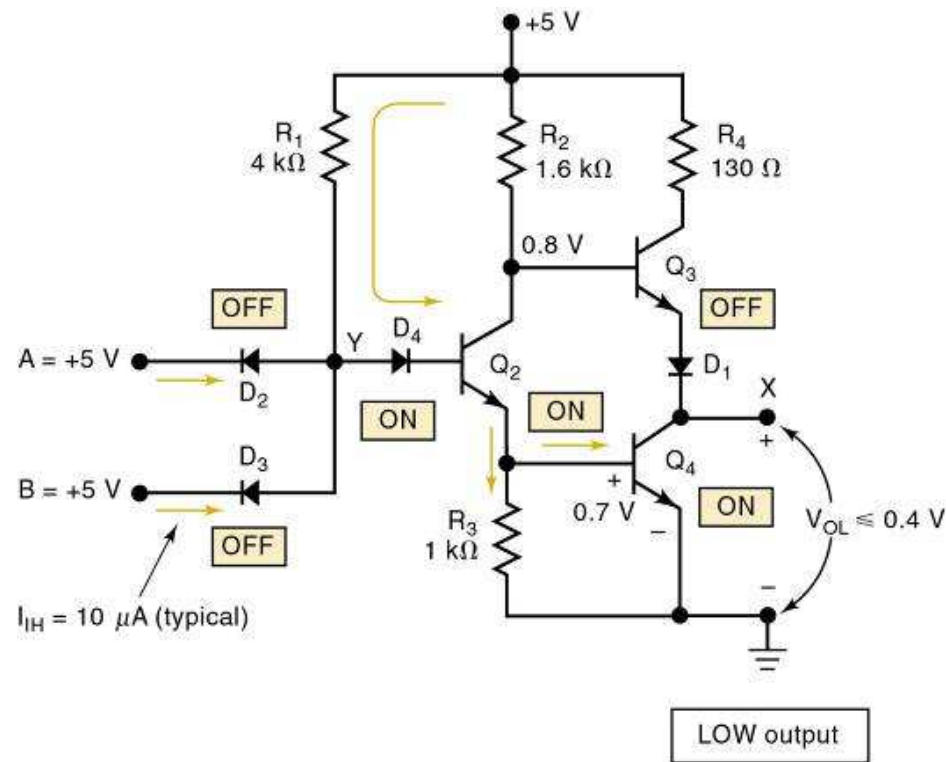 +5 V
R1
4 kΩ
R2
1.6 kΩ
R4
130 Ω
0.8 V
Q3
OFF
OFF
Y
D4
A = +5 V
D2
Q2
D1
X
ON
ON
+
D3
Q4
B = +5 V
+
0.7 V
–
ON
VOL ≤ 0.4 V
OFF
R3
1 kΩ
–
IIH = 10 μA (typical)
LOW output